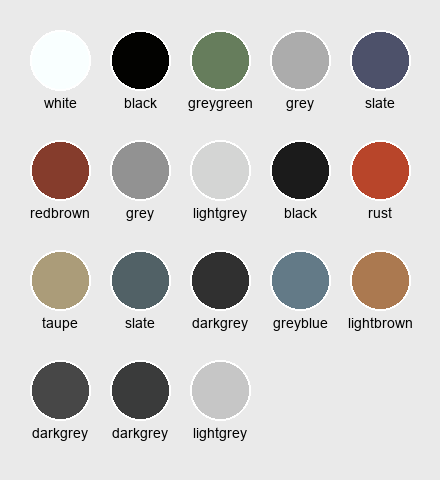 white black greygreen grey slate
redbrown grey lightgrey black rust
taupe slate darkgrey greyblue lightbrown
darkgrey darkgrey lightgrey